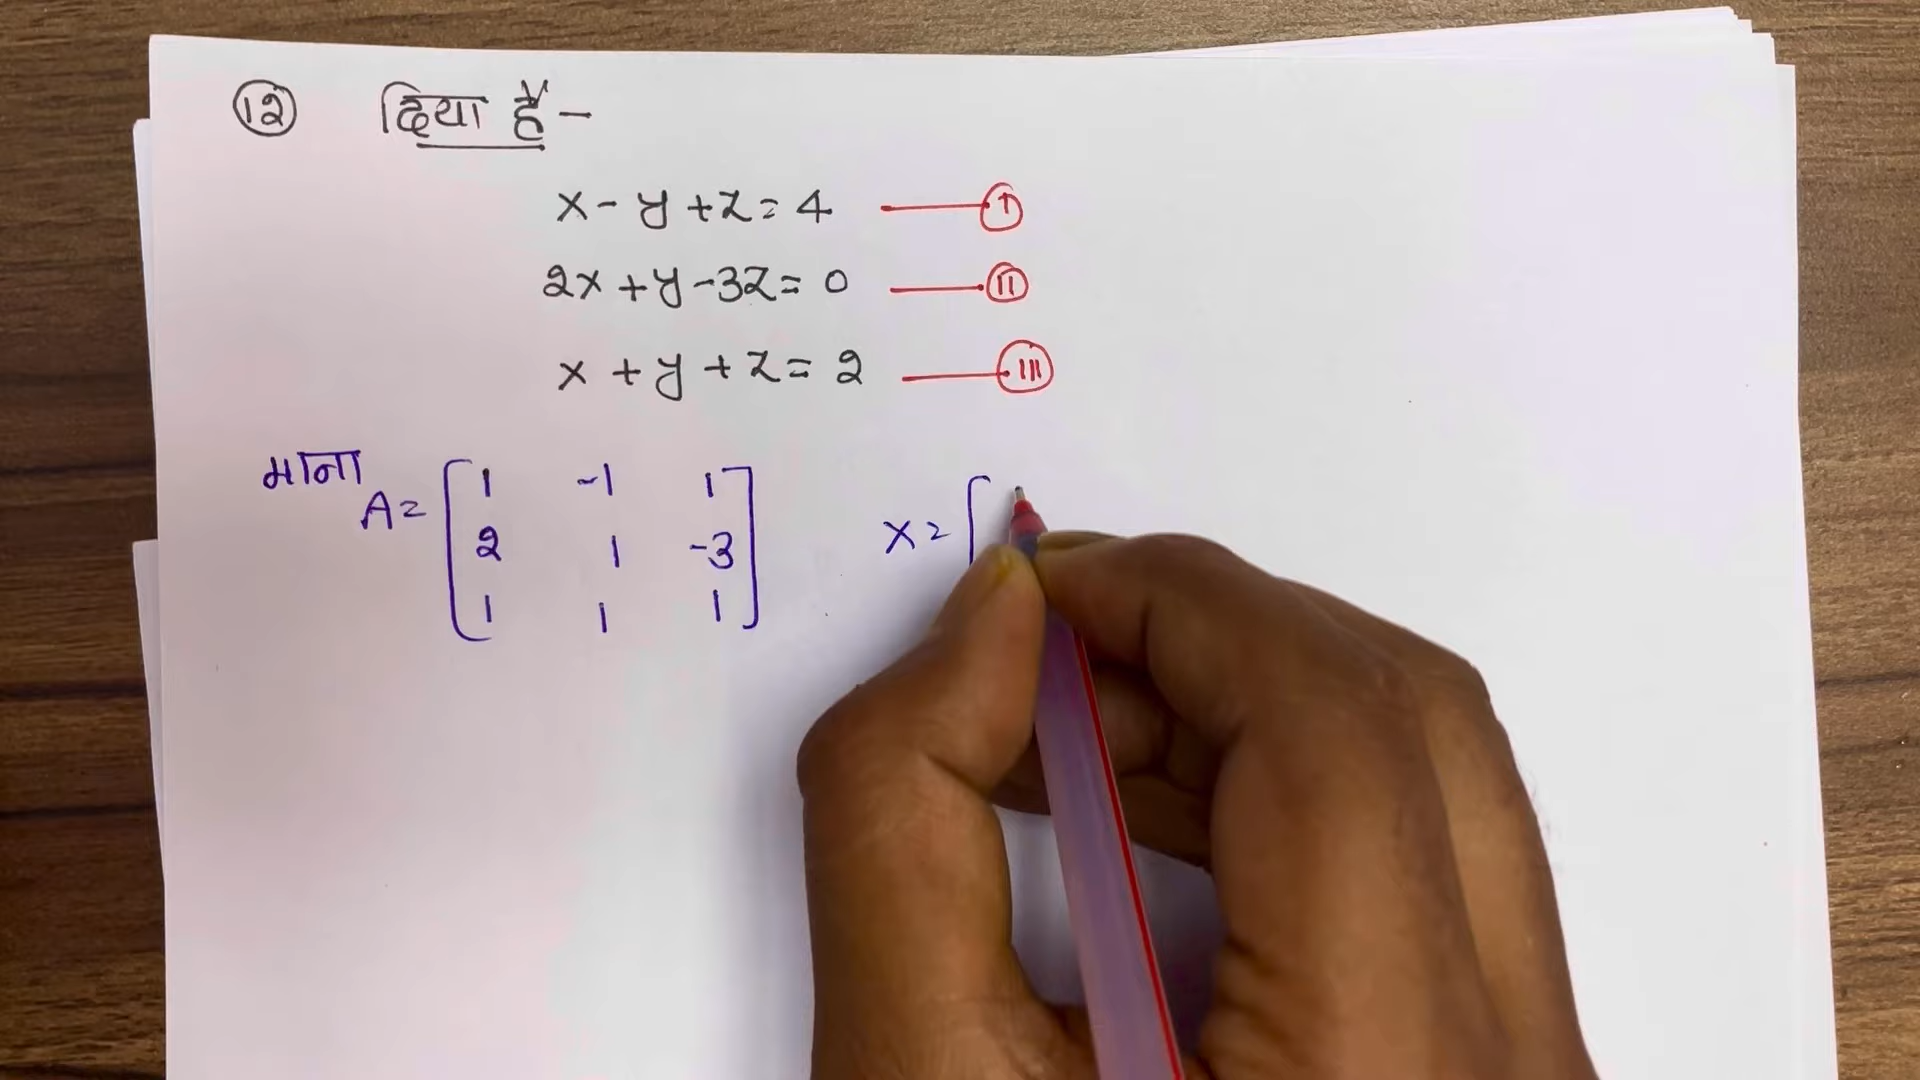 12 दिया है -
x - y + z = 4 — I
2x + y - 3z = 0 — II
x + y + z = 2 — III
माना
A = [ 1 -1 1
2 1 -3
1 1 1 ]
X = [